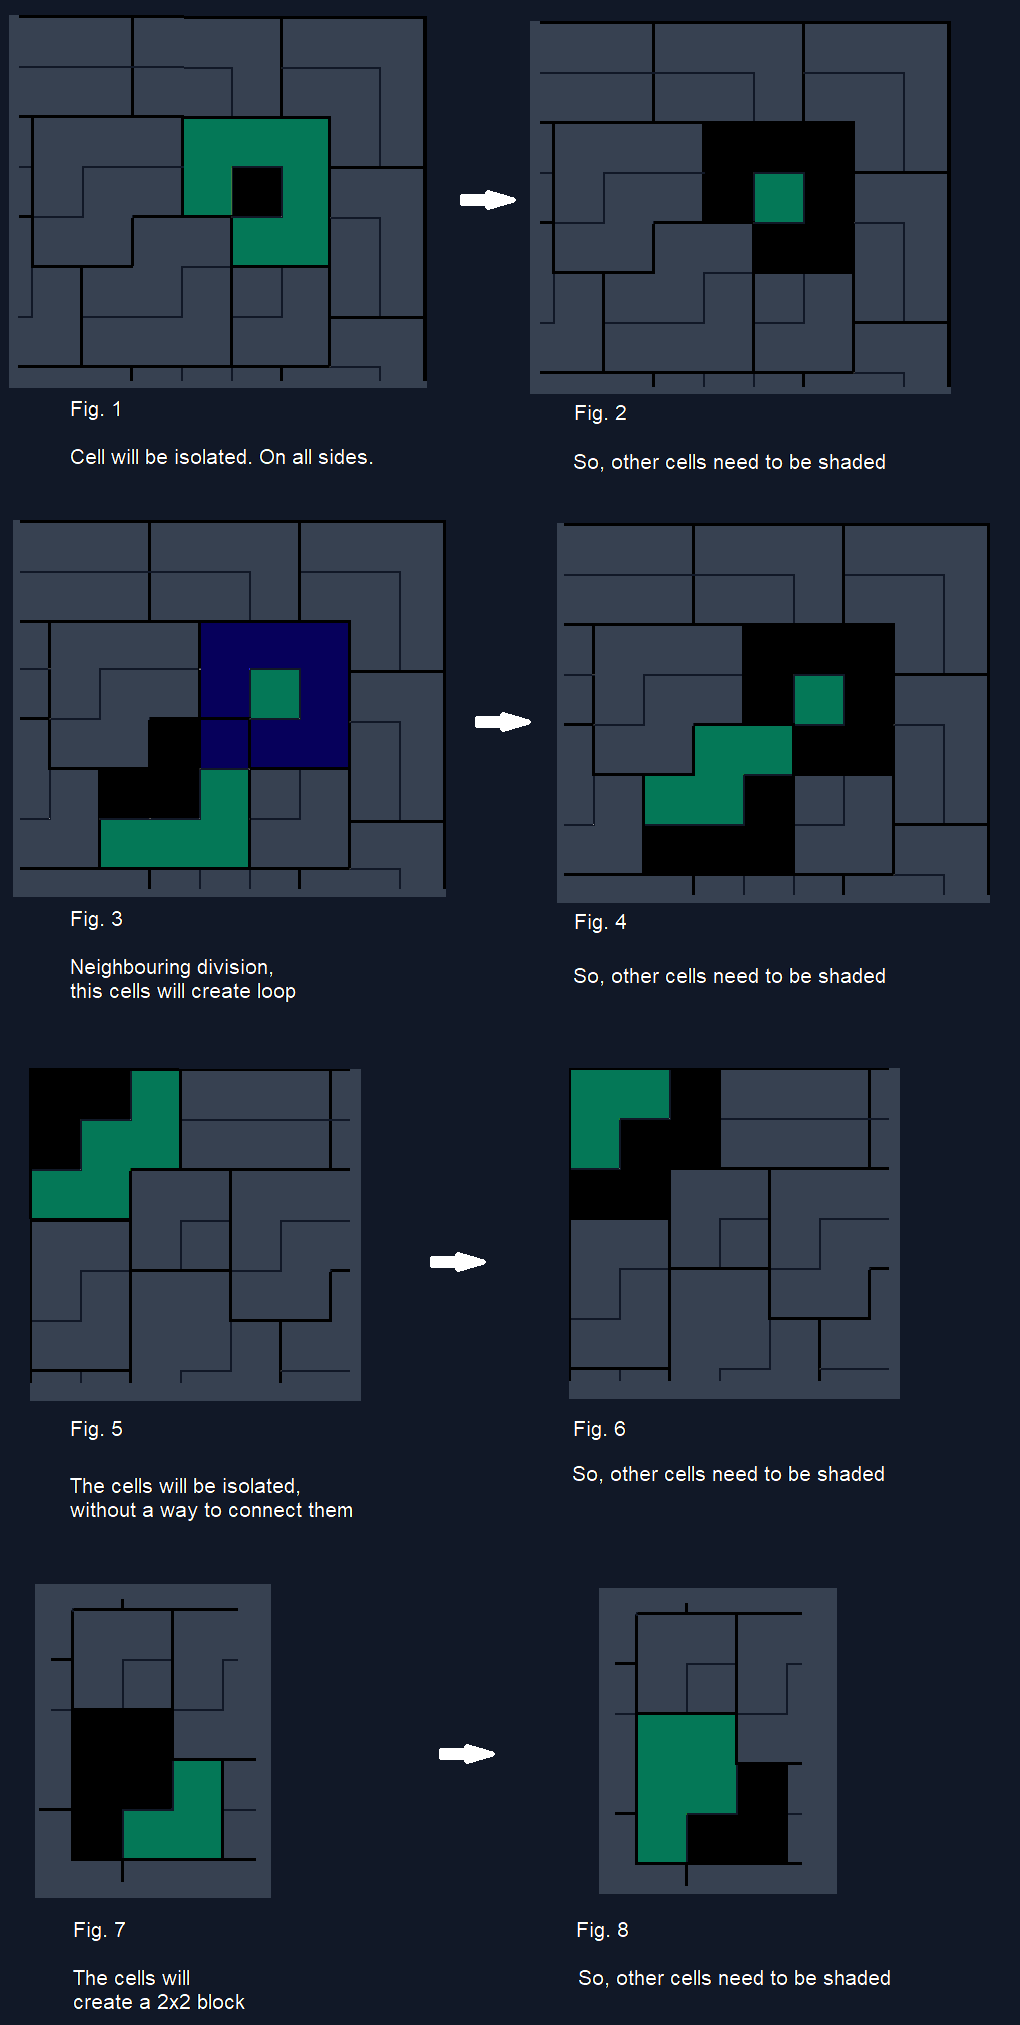 Fig. 1
Cell will be isolated. On all sides.
Fig. 2
So, other cells need to be shaded
Fig. 3
Neighbouring division,
this cells will create loop
Fig. 4
So, other cells need to be shaded
Fig. 5
The cells will be isolated,
without a way to connect them
Fig. 6
So, other cells need to be shaded
Fig. 7
The cells will
create a 2x2 block
Fig. 8
So, other cells need to be shaded